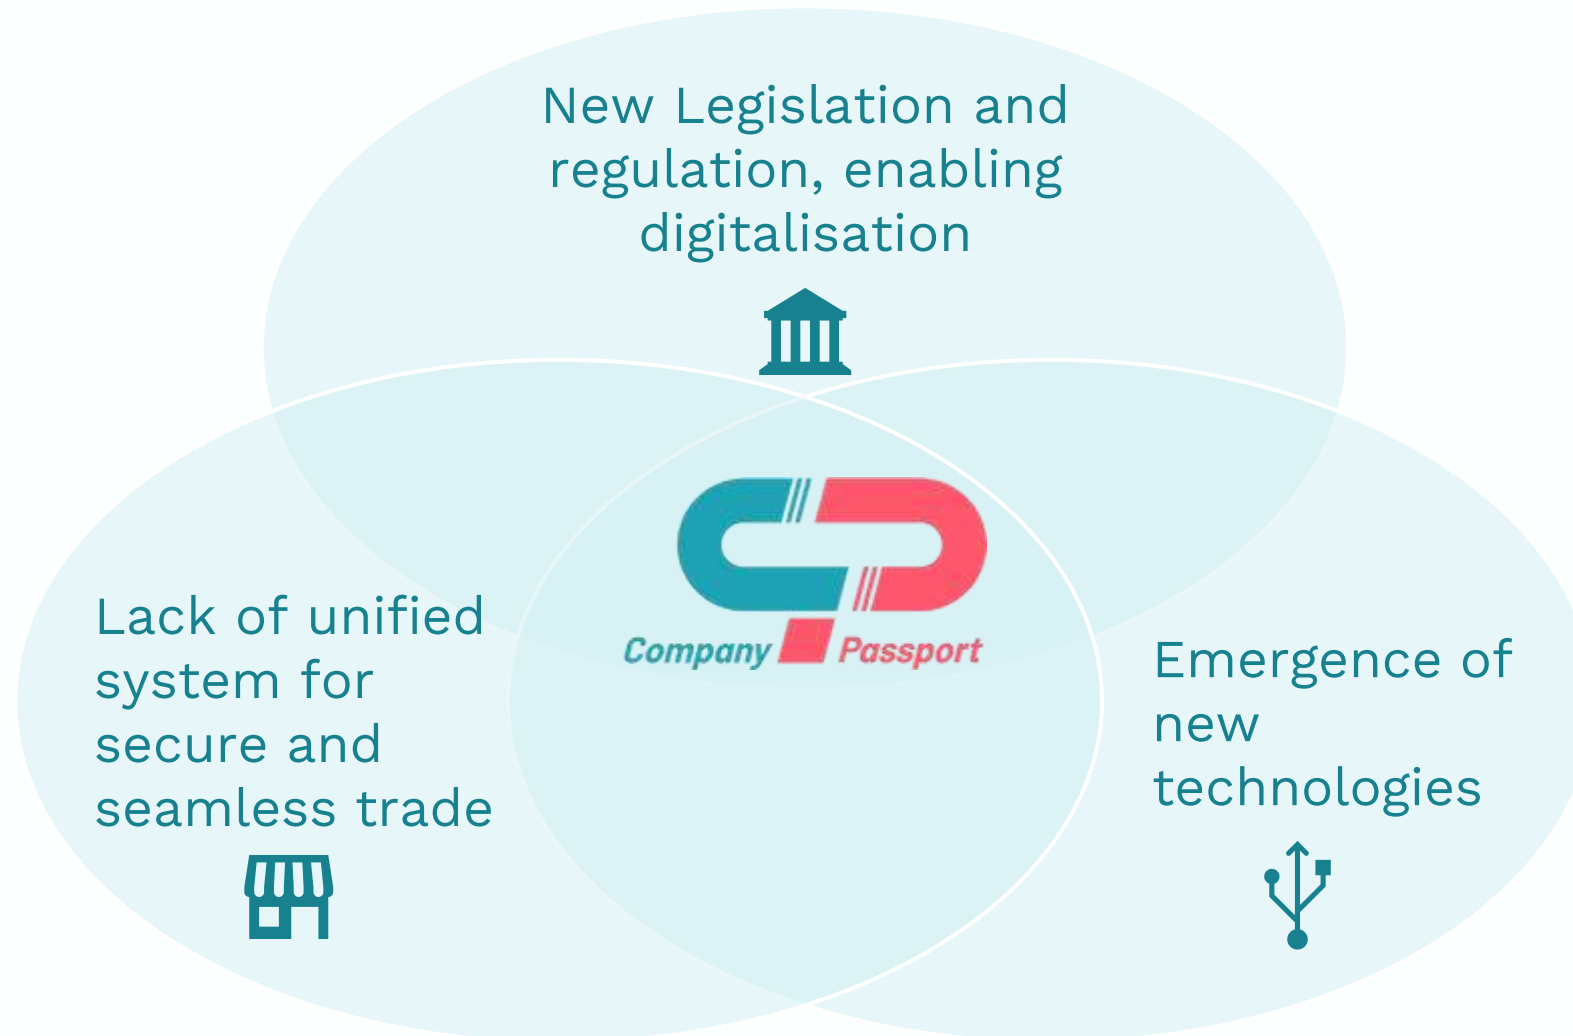 New Legislation and
regulation, enabling
digitalisation
Company Passport
Lack of unified
system for
secure and
seamless trade
Emergence of
new
technologies